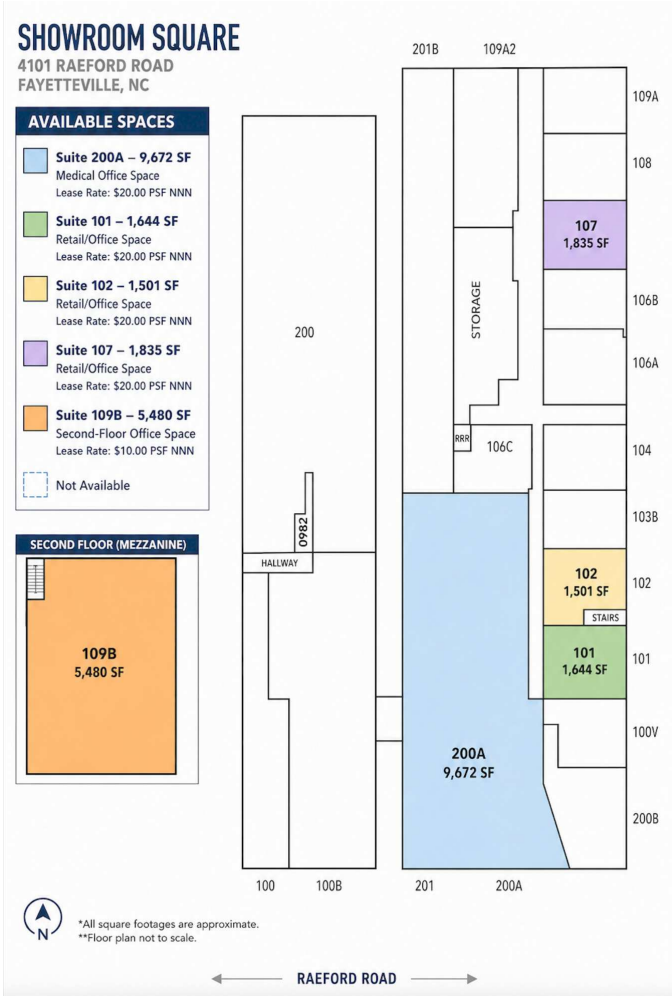 SHOWROOM SQUARE
4101 RAEFORD ROAD
FAYETTEVILLE, NC
AVAILABLE SPACES
Suite 200A – 9,672 SF
Medical Office Space
Lease Rate: $20.00 PSF NNN
Suite 101 – 1,644 SF
Retail/Office Space
Lease Rate: $20.00 PSF NNN
Suite 102 – 1,501 SF
Retail/Office Space
Lease Rate: $20.00 PSF NNN
Suite 107 – 1,835 SF
Retail/Office Space
Lease Rate: $20.00 PSF NNN
Suite 109B – 5,480 SF
Second-Floor Office Space
Lease Rate: $10.00 PSF NNN
Not Available
SECOND FLOOR (MEZZANINE)
109B
5,480 SF
201B
109A2
109A
108
107
1,835 SF
106B
STORAGE
200
106A
RRR
106C
104
103B
0982
HALLWAY
102
1,501 SF
102
STAIRS
101
1,644 SF
101
100V
200A
9,672 SF
200B
100
100B
201
200A
N
*All square footages are approximate.
**Floor plan not to scale.
RAEFORD ROAD